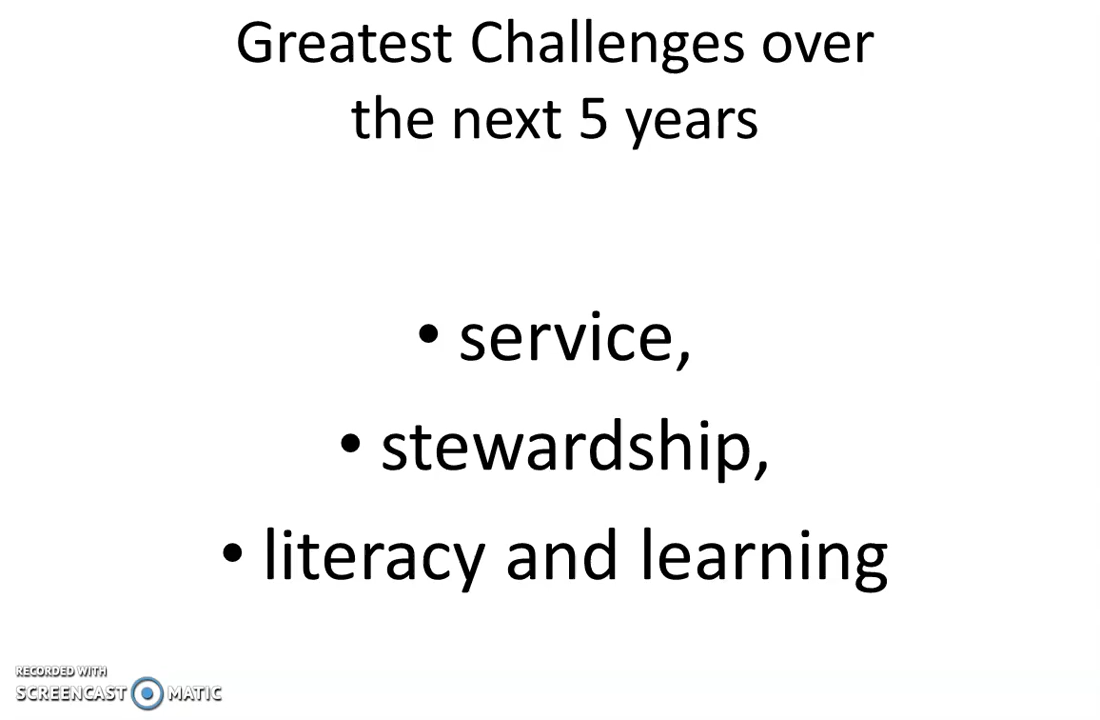 Greatest Challenges over
the next 5 years
• service,
• stewardship,
• literacy and learning
RECORDED WITH
SCREENCAST MATIC